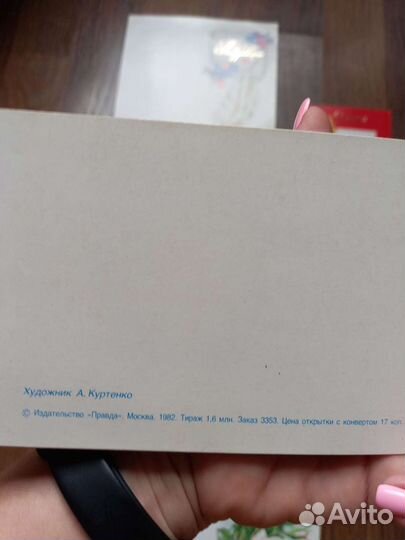 Художник А. Куртенко
© Издательство «Правда». Москва. 1982. Тираж 1,6 млн. Заказ 3353. Цена открытки с конвертом 17 коп.
Avito